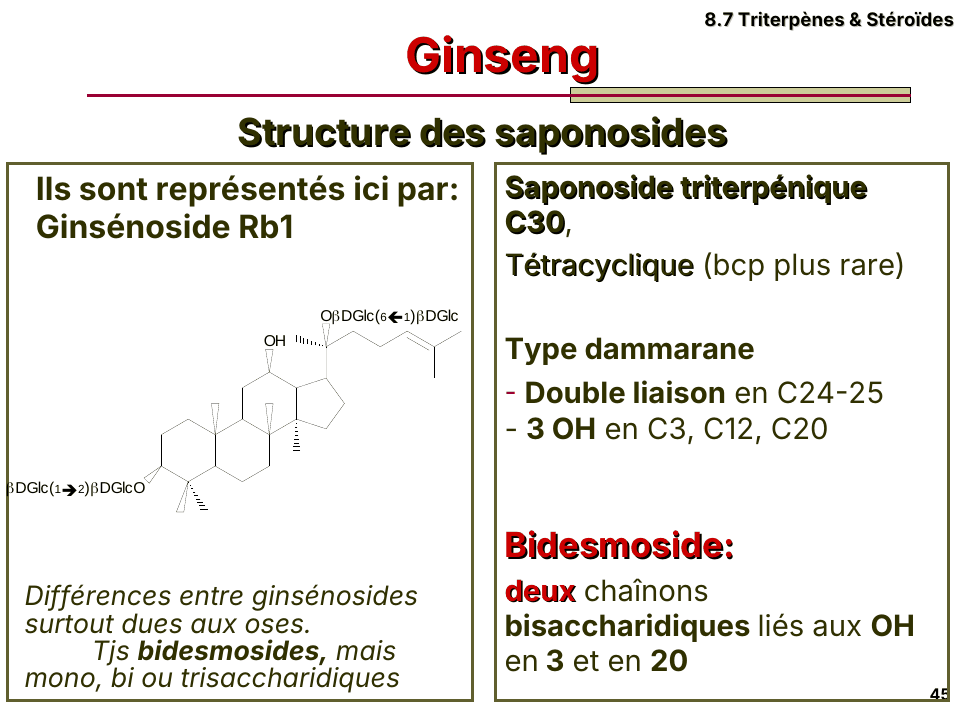 8.7 Triterpènes & Stéroïdes
Ginseng
Structure des saponosides
Ils sont représentés ici par:
Ginsénoside Rb1
OβDGlc(6🡸1)βDGlc
OH
βDGlc(1🡺2)βDGlcO
Différences entre ginsénosides
surtout dues aux oses.
Tjs bidesmosides, mais
mono, bi ou trisaccharidiques
Saponoside triterpénique
C30,
Tétracyclique (bcp plus rare)
Type dammarane
- Double liaison en C24-25
- 3 OH en C3, C12, C20
Bidesmoside:
deux chaînons
bisaccharidiques liés aux OH
en 3 et en 20
45